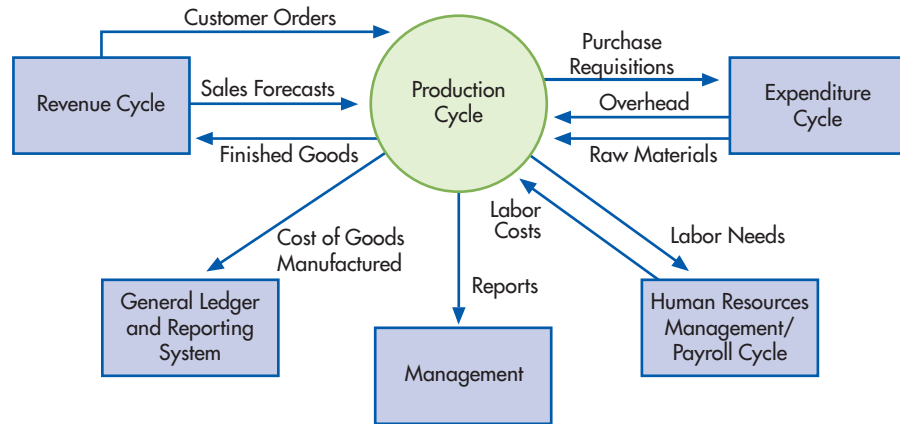 Customer Orders
Revenue Cycle
Sales Forecasts
Finished Goods
Production
Cycle
Purchase
Requisitions
Overhead
Raw Materials
Expenditure
Cycle
Cost of Goods
Manufactured
Labor
Costs
Labor Needs
Reports
General Ledger
and Reporting
System
Management
Human Resources
Management/
Payroll Cycle